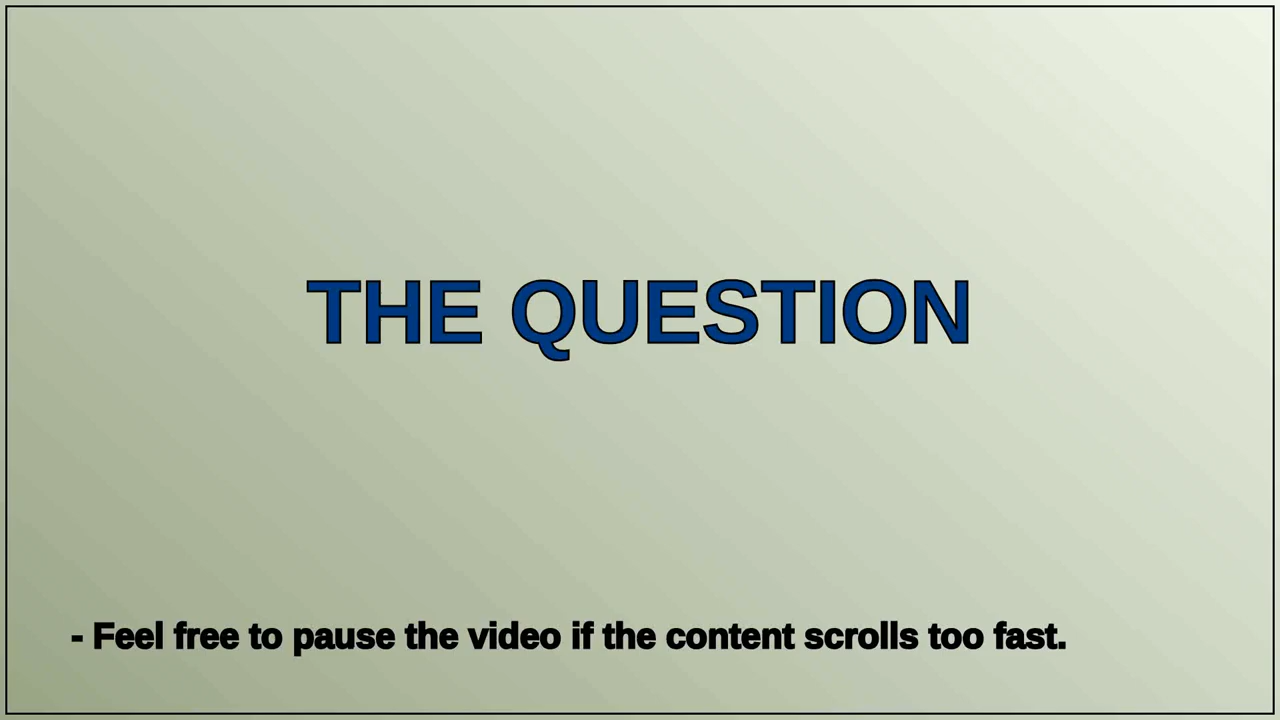 THE QUESTION
- Feel free to pause the video if the content scrolls too fast.